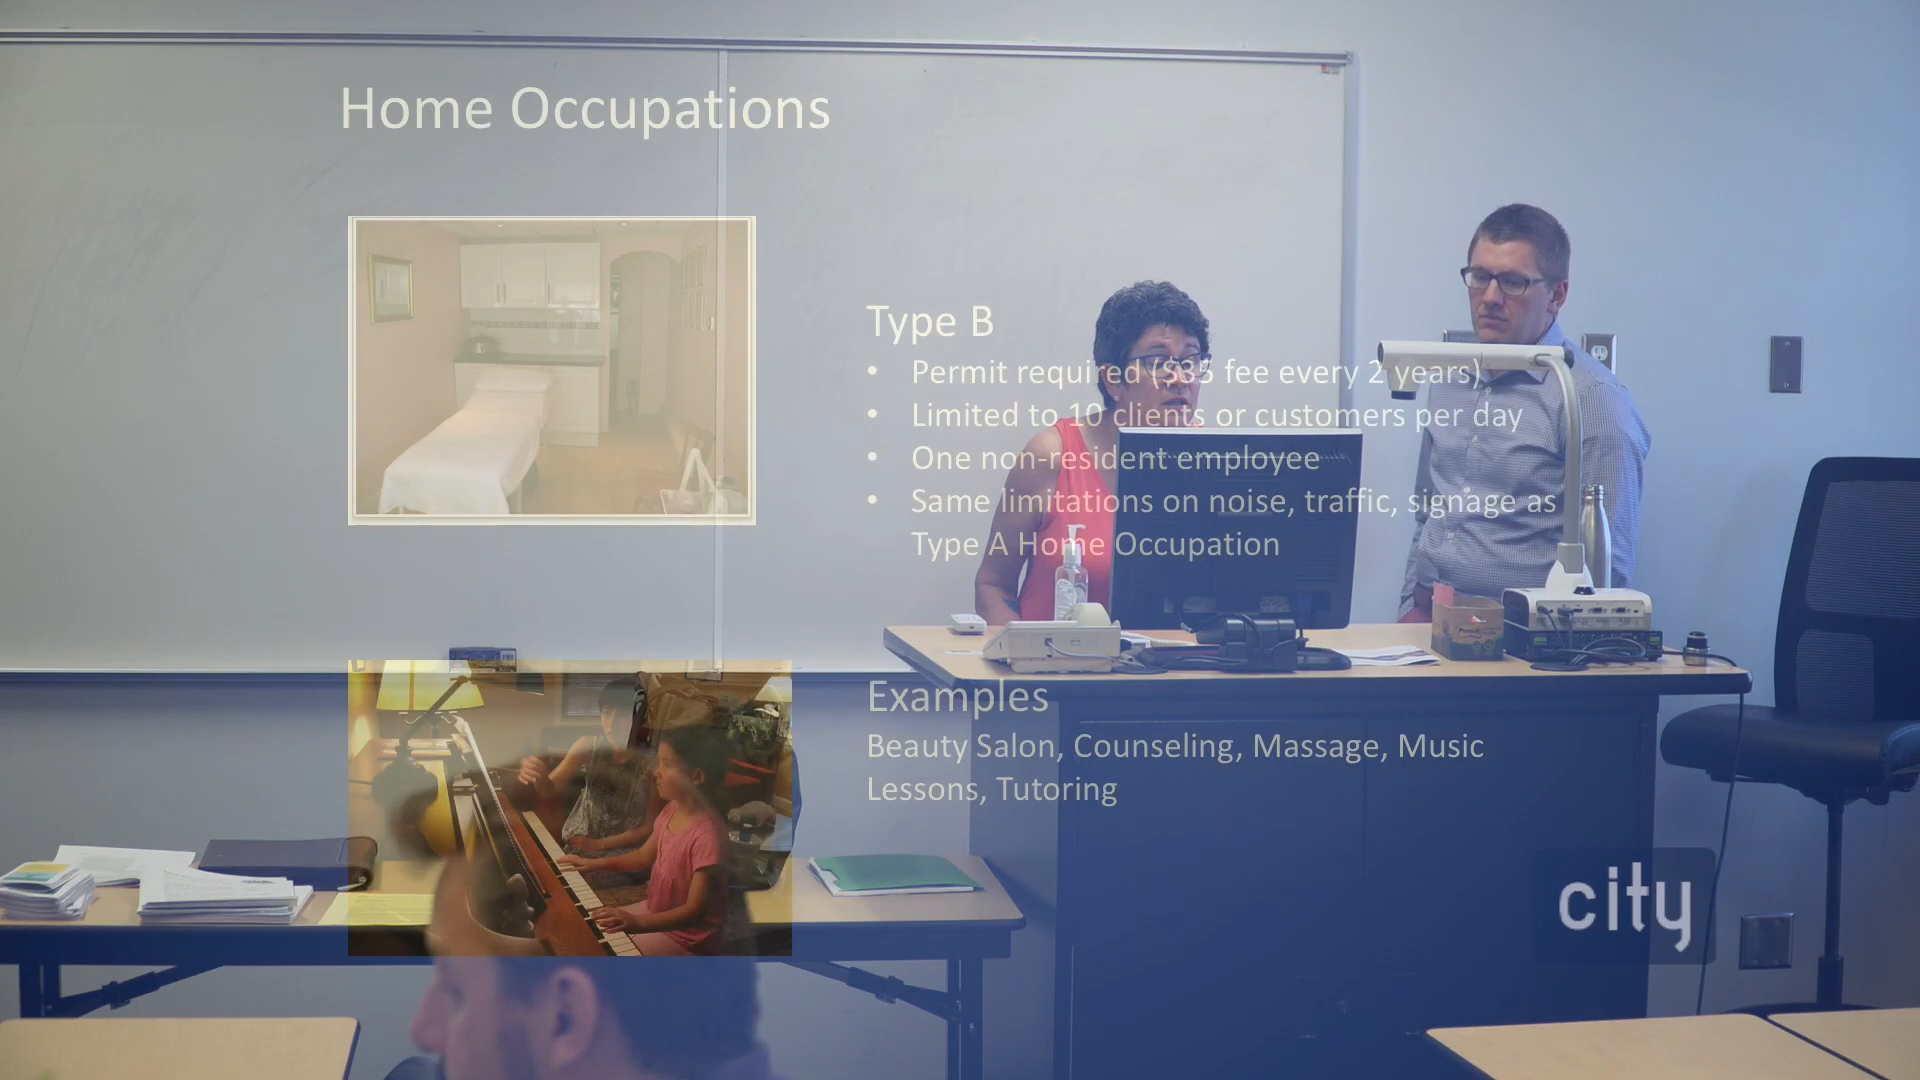 Home Occupations
Type B
• Permit required ($35 fee every 2 years)
• Limited to 10 clients or customers per day
• One non-resident employee
• Same limitations on noise, traffic, signage as
Type A Home Occupation
Examples
Beauty Salon, Counseling, Massage, Music
Lessons, Tutoring
city